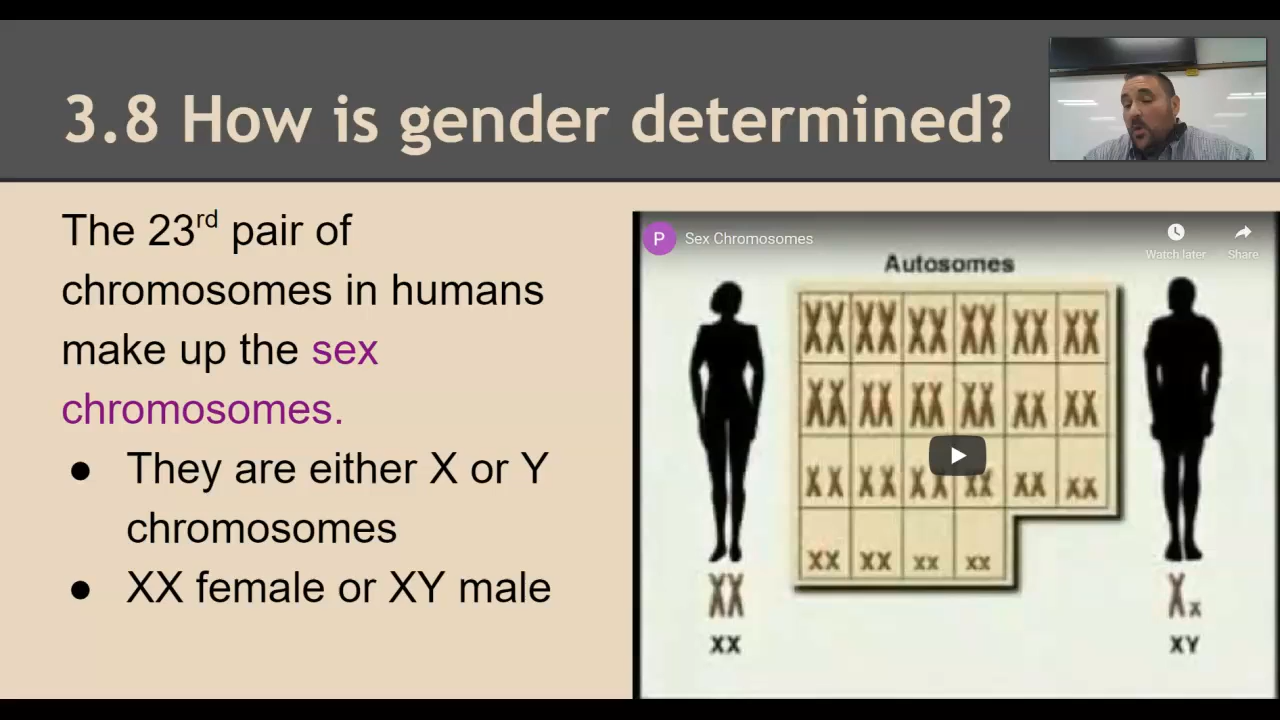 3.8 How is gender determined?
The 23rd pair of
chromosomes in humans
make up the sex
chromosomes.
● They are either X or Y
chromosomes
● XX female or XY male
P
Sex Chromosomes
Watch later
Share
Autosomes
XX
XY